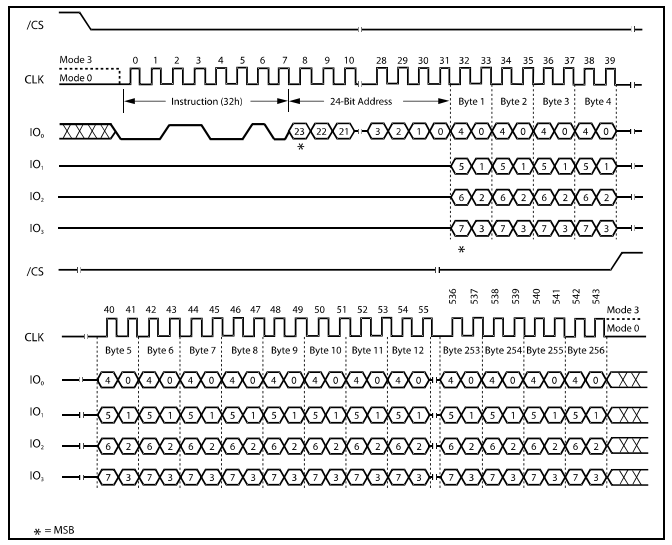 /CS
Mode 3
0 1 2 3 4 5 6 7 8 9 10 28 29 30 31 32 33 34 35 36 37 38 39
CLK Mode 0
Instruction (32h) 24-Bit Address Byte 1 Byte 2 Byte 3 Byte 4
IO₀ 23 22 21 3 2 1 0 4 0 4 0 4 0 4 0
*
IO₁ 5 1 5 1 5 1 5 1
IO₂ 6 2 6 2 6 2 6 2
IO₃ 7 3 7 3 7 3 7 3
*
/CS
40 41 42 43 44 45 46 47 48 49 50 51 52 53 54 55 536 537 538 539 540 541 542 543
Mode 3
CLK Mode 0
Byte 5 Byte 6 Byte 7 Byte 8 Byte 9 Byte 10 Byte 11 Byte 12 Byte 253 Byte 254 Byte 255 Byte 256
IO₀ 4 0 4 0 4 0 4 0 4 0 4 0 4 0 4 0 4 0 4 0 4 0 4 0
IO₁ 5 1 5 1 5 1 5 1 5 1 5 1 5 1 5 1 5 1 5 1 5 1 5 1
IO₂ 6 2 6 2 6 2 6 2 6 2 6 2 6 2 6 2 6 2 6 2 6 2 6 2
IO₃ 7 3 7 3 7 3 7 3 7 3 7 3 7 3 7 3 7 3 7 3 7 3 7 3
* = MSB